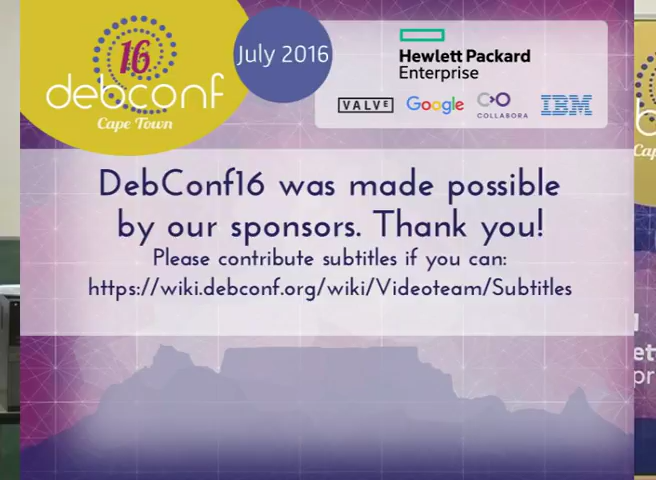 16
debconf
Cape Town
July 2016
Hewlett Packard
Enterprise
VALVE
Google
COLLABORA
IBM
DebConf16 was made possible
by our sponsors. Thank you!
Please contribute subtitles if you can:
https://wiki.debconf.org/wiki/Videoteam/Subtitles